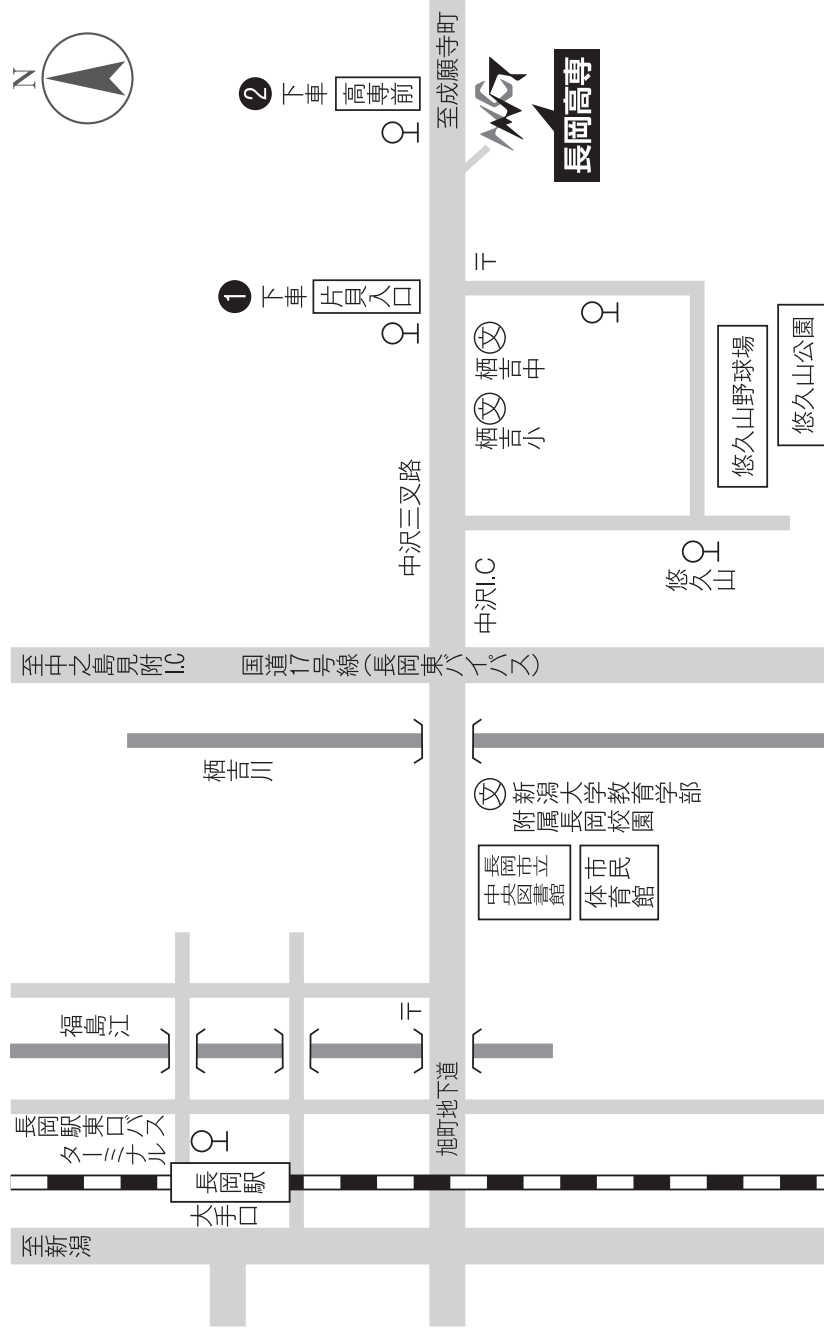 至新潟
大手口
長岡駅
長岡駅東口バス
ターミナル
福島江
〒
旭町地下道
栖吉川
長岡市立
中央図書館
市民
体育館
文
新潟大学教育学部
附属長岡校園
至中之島見附I.C
国道17号線(長岡東バイパス)
中沢三叉路
中沢I.C
悠久山
文
栖吉小
文
栖吉中
悠久山野球場
悠久山公園
1
下車
片貝入口
〒
2
下車
高専前
至成願寺町
長岡高専
N